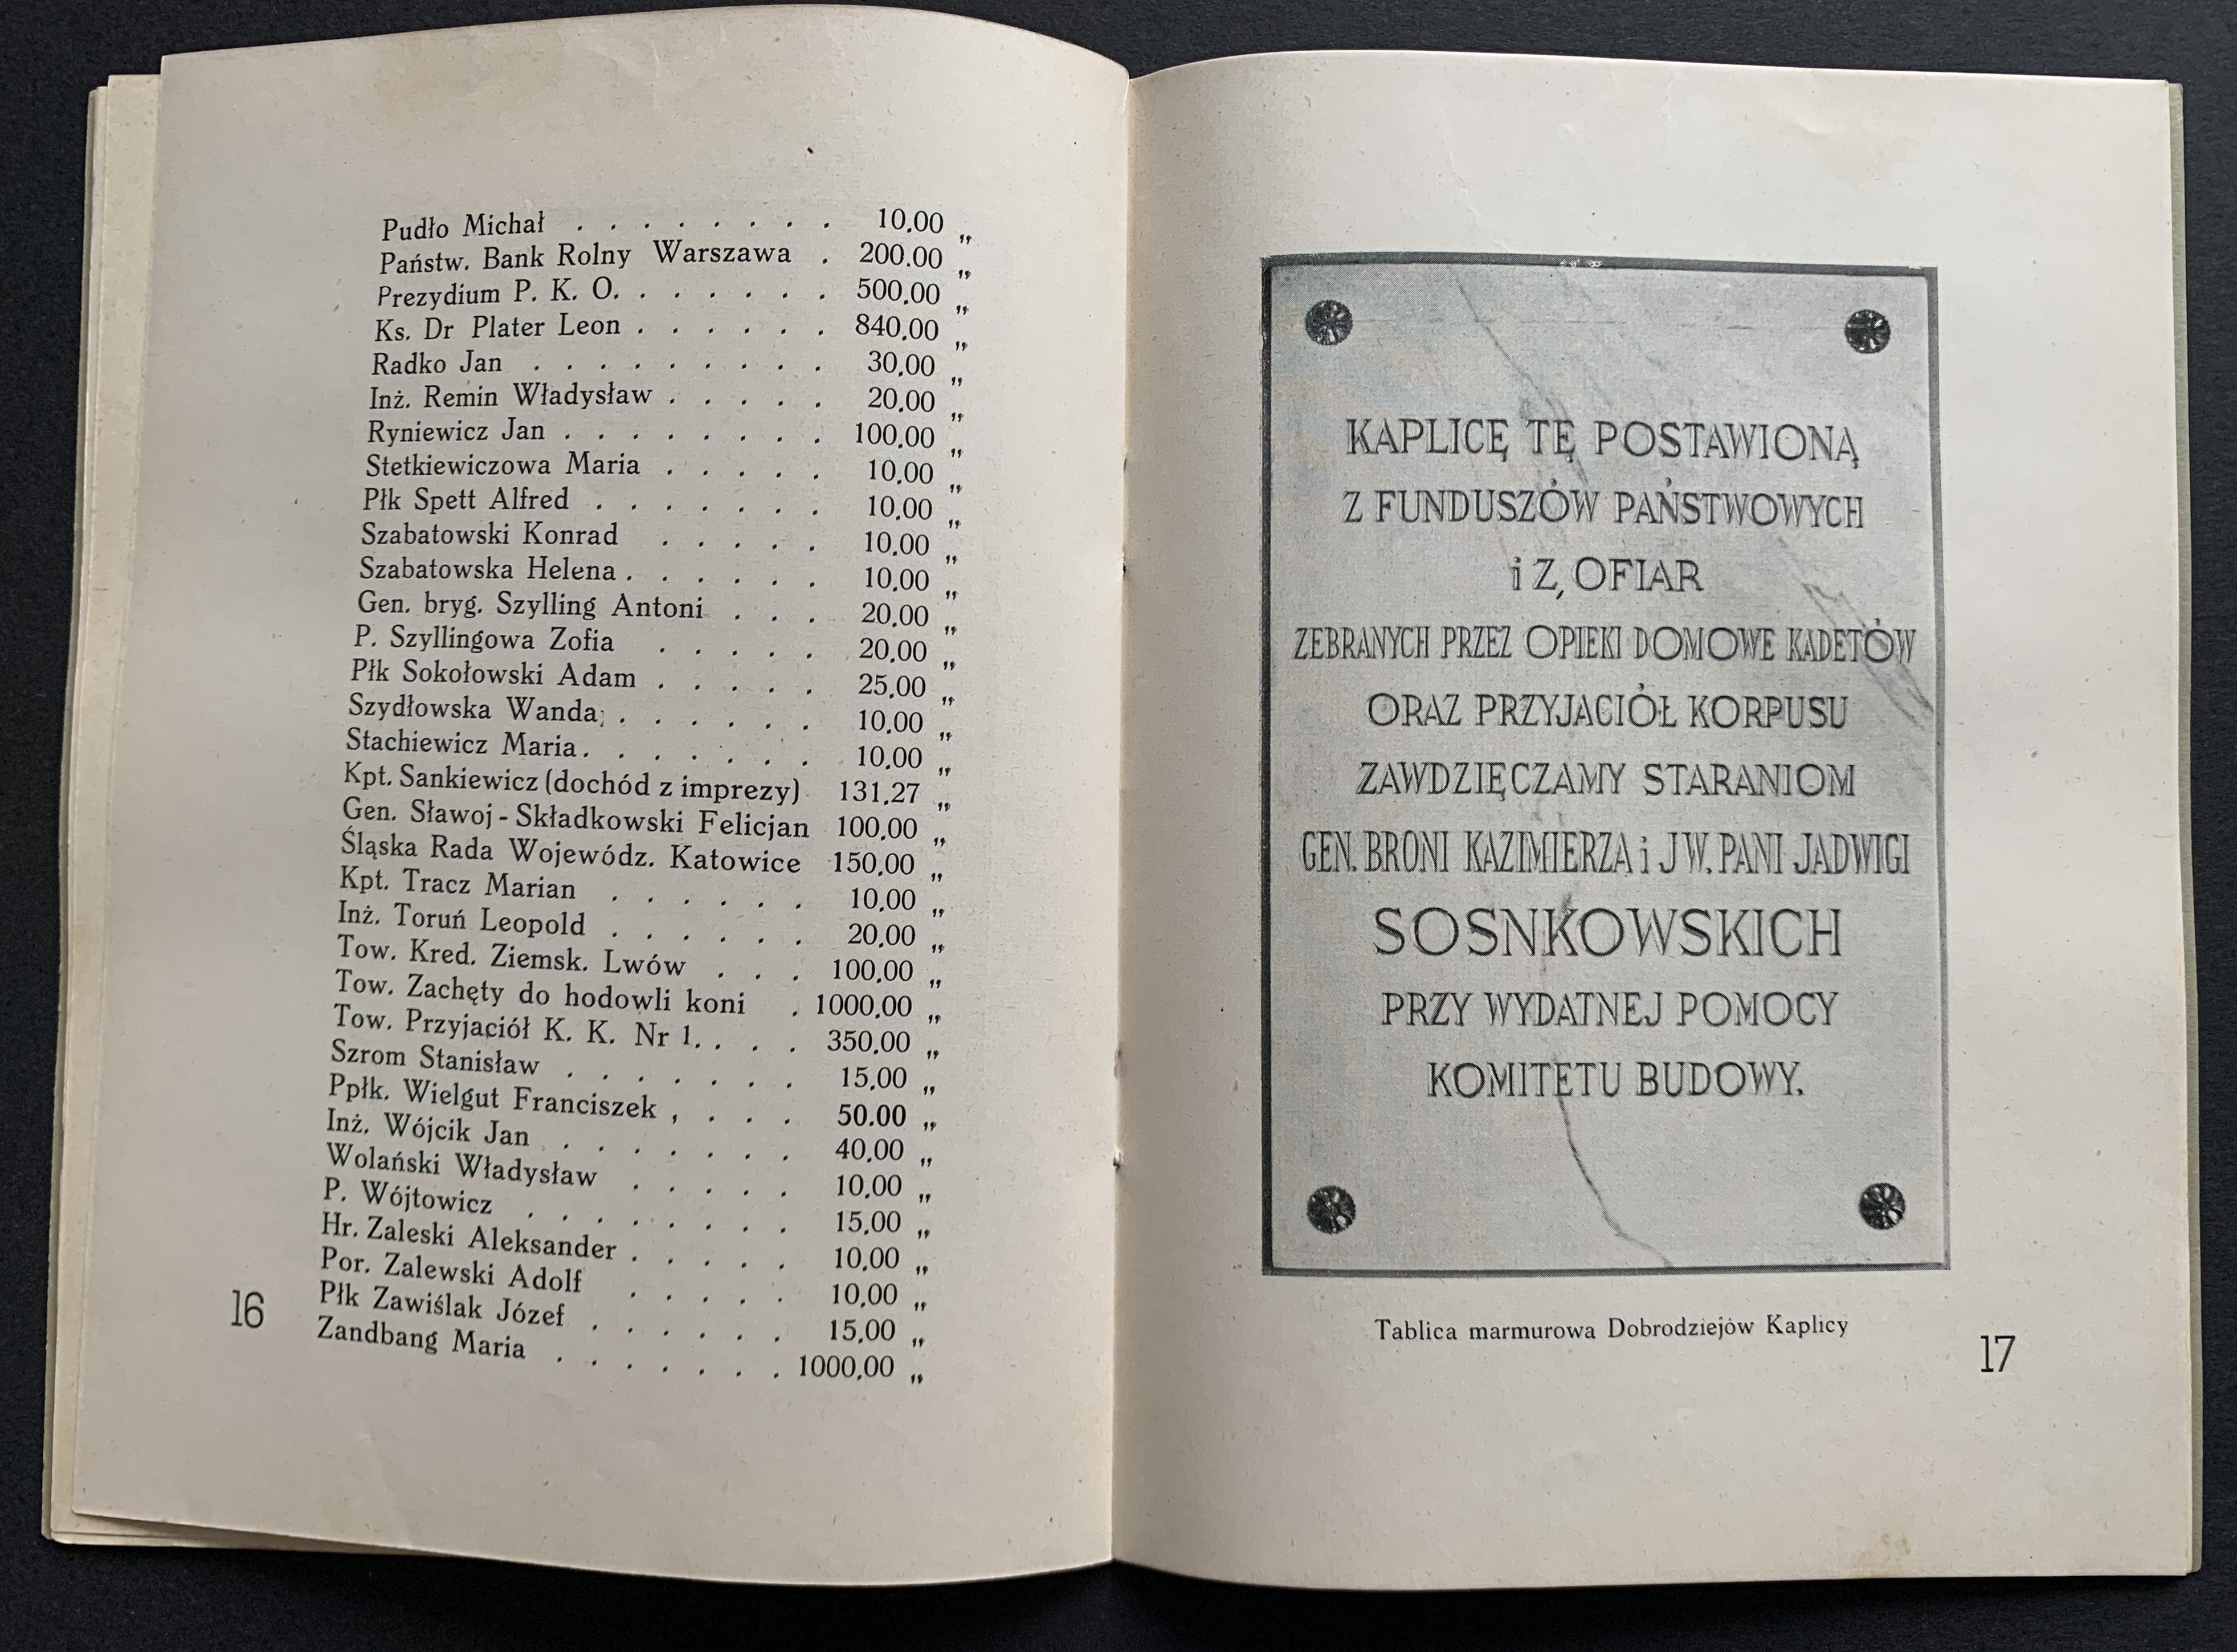 Pudło Michał . . . . . . . . 10,00 „
Państw. Bank Rolny Warszawa . 200.00 „
Prezydium P. K. O. . . . . . . 500,00 „
Ks. Dr Plater Leon . . . . . . 840,00 „
Radko Jan . . . . . . . . . 30,00 „
Inż. Remin Władysław . . . . . 20,00 „
Ryniewicz Jan . . . . . . . . 100,00 „
Stetkiewiczowa Maria . . . . . 10,00 „
Płk Spett Alfred . . . . . . . 10,00 „
Szabatowski Konrad . . . . . 10,00 „
Szabatowska Helena . . . . . . 10,00 „
Gen. bryg. Szylling Antoni . . . 20,00 „
P. Szyllingowa Zofia . . . . . 20,00 „
Płk Sokołowski Adam . . . . . 25,00 „
Szydłowska Wanda . . . . . . 10,00 „
Stachiewicz Maria . . . . . . . 10,00 „
Kpt. Sankiewicz (dochód z imprezy) 131,27 „
Gen. Sławoj - Składkowski Felicjan 100,00 „
Śląska Rada Wojewódz. Katowice 150,00 „
Kpt. Tracz Marian . . . . . . 10,00 „
Inż. Toruń Leopold . . . . . . 20,00 „
Tow. Kred. Ziemsk. Lwów . . . 100,00 „
Tow. Zachęty do hodowli koni . 1000,00 „
Tow. Przyjaciół K. K. Nr 1. . . . 350,00 „
Szrom Stanisław . . . . . . . 15,00 „
Ppłk. Wielgut Franciszek , . . . 50.00 „
Inż. Wójcik Jan . . . . . . . 40,00 „
Wolański Władysław . . . . . 10,00 „
P. Wójtowicz . . . . . . . . 15,00 „
Hr. Zaleski Aleksander . . . . . 10,00 „
Por. Zalewski Adolf . . . . . 10,00 „
Płk Zawiślak Józef . . . . . . 15,00 „
Zandbang Maria . . . . . . . 1000,00 „
16
KAPLICĘ TĘ POSTAWIONĄ
Z FUNDUSZÓW PAŃSTWOWYCH
i Z, OFIAR
ZEBRANYCH PRZEZ OPIEKI DOMOWE KADETÓW
ORAZ PRZYJACIÓŁ KORPUSU
ZAWDZIĘCZAMY STARANIOM
GEN. BRONI KAZIMIERZA i J W. PANI JADWIGI
SOSNKOWSKICH
PRZY WYDATNEJ POMOCY
KOMITETU BUDOWY.
Tablica marmurowa Dobrodziejów Kaplicy
17